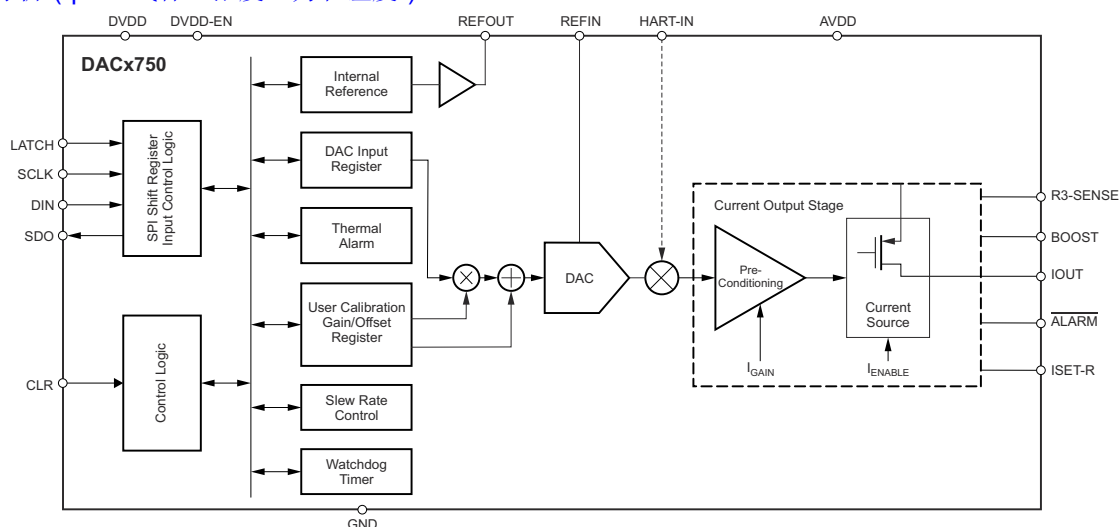 DVDD
DVDD-EN
REFOUT
REFIN
HART-IN
AVDD
DACx750
Internal
Reference
LATCH
SCLK
DIN
SDO
SPI Shift Register
Input Control Logic
DAC Input
Register
Thermal
Alarm
User Calibration
Gain/Offset
Register
DAC
Current Output Stage
Pre-
Conditioning
Current
Source
IGAIN
IENABLE
R3-SENSE
BOOST
IOUT
ALARM
ISET-R
CLR
Control Logic
Slew Rate
Control
Watchdog
Timer
GND